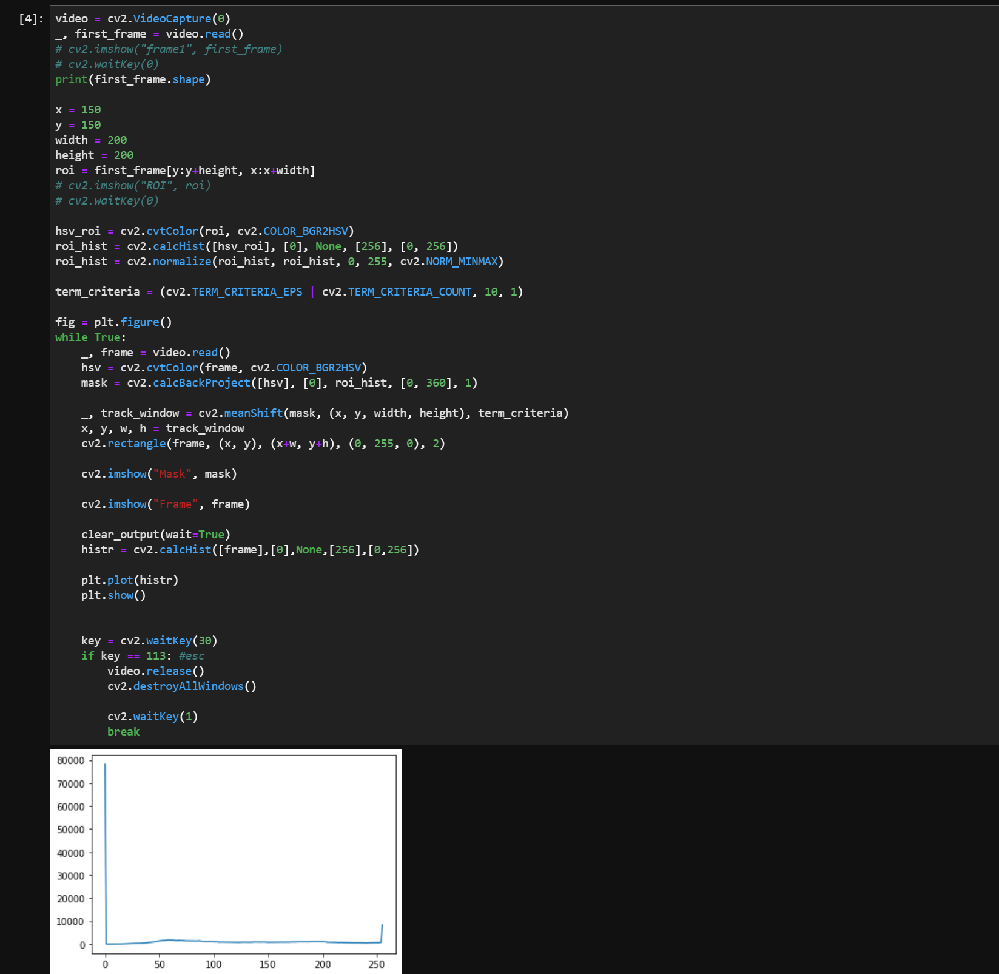 [4]: video = cv2.VideoCapture(0)
_, first_frame = video.read()
# cv2.imshow("frame1", first_frame)
# cv2.waitKey(0)
print(first_frame.shape)

x = 150
y = 150
width = 200
height = 200
roi = first_frame[y:y+height, x:x+width]
# cv2.imshow("ROI", roi)
# cv2.waitKey(0)

hsv_roi = cv2.cvtColor(roi, cv2.COLOR_BGR2HSV)
roi_hist = cv2.calcHist([hsv_roi], [0], None, [256], [0, 256])
roi_hist = cv2.normalize(roi_hist, roi_hist, 0, 255, cv2.NORM_MINMAX)

term_criteria = (cv2.TERM_CRITERIA_EPS | cv2.TERM_CRITERIA_COUNT, 10, 1)

fig = plt.figure()
while True:
    _, frame = video.read()
    hsv = cv2.cvtColor(frame, cv2.COLOR_BGR2HSV)
    mask = cv2.calcBackProject([hsv], [0], roi_hist, [0, 360], 1)

    _, track_window = cv2.meanShift(mask, (x, y, width, height), term_criteria)
    x, y, w, h = track_window
    cv2.rectangle(frame, (x, y), (x+w, y+h), (0, 255, 0), 2)

    cv2.imshow("Mask", mask)

    cv2.imshow("Frame", frame)

    clear_output(wait=True)
    histr = cv2.calcHist([frame],[0],None,[256],[0,256])

    plt.plot(histr)
    plt.show()

    key = cv2.waitKey(30)
    if key == 113: #esc
        video.release()
        cv2.destroyAllWindows()

        cv2.waitKey(1)
        break
80000
70000
60000
50000
40000
30000
20000
10000
0
0 50 100 150 200 250